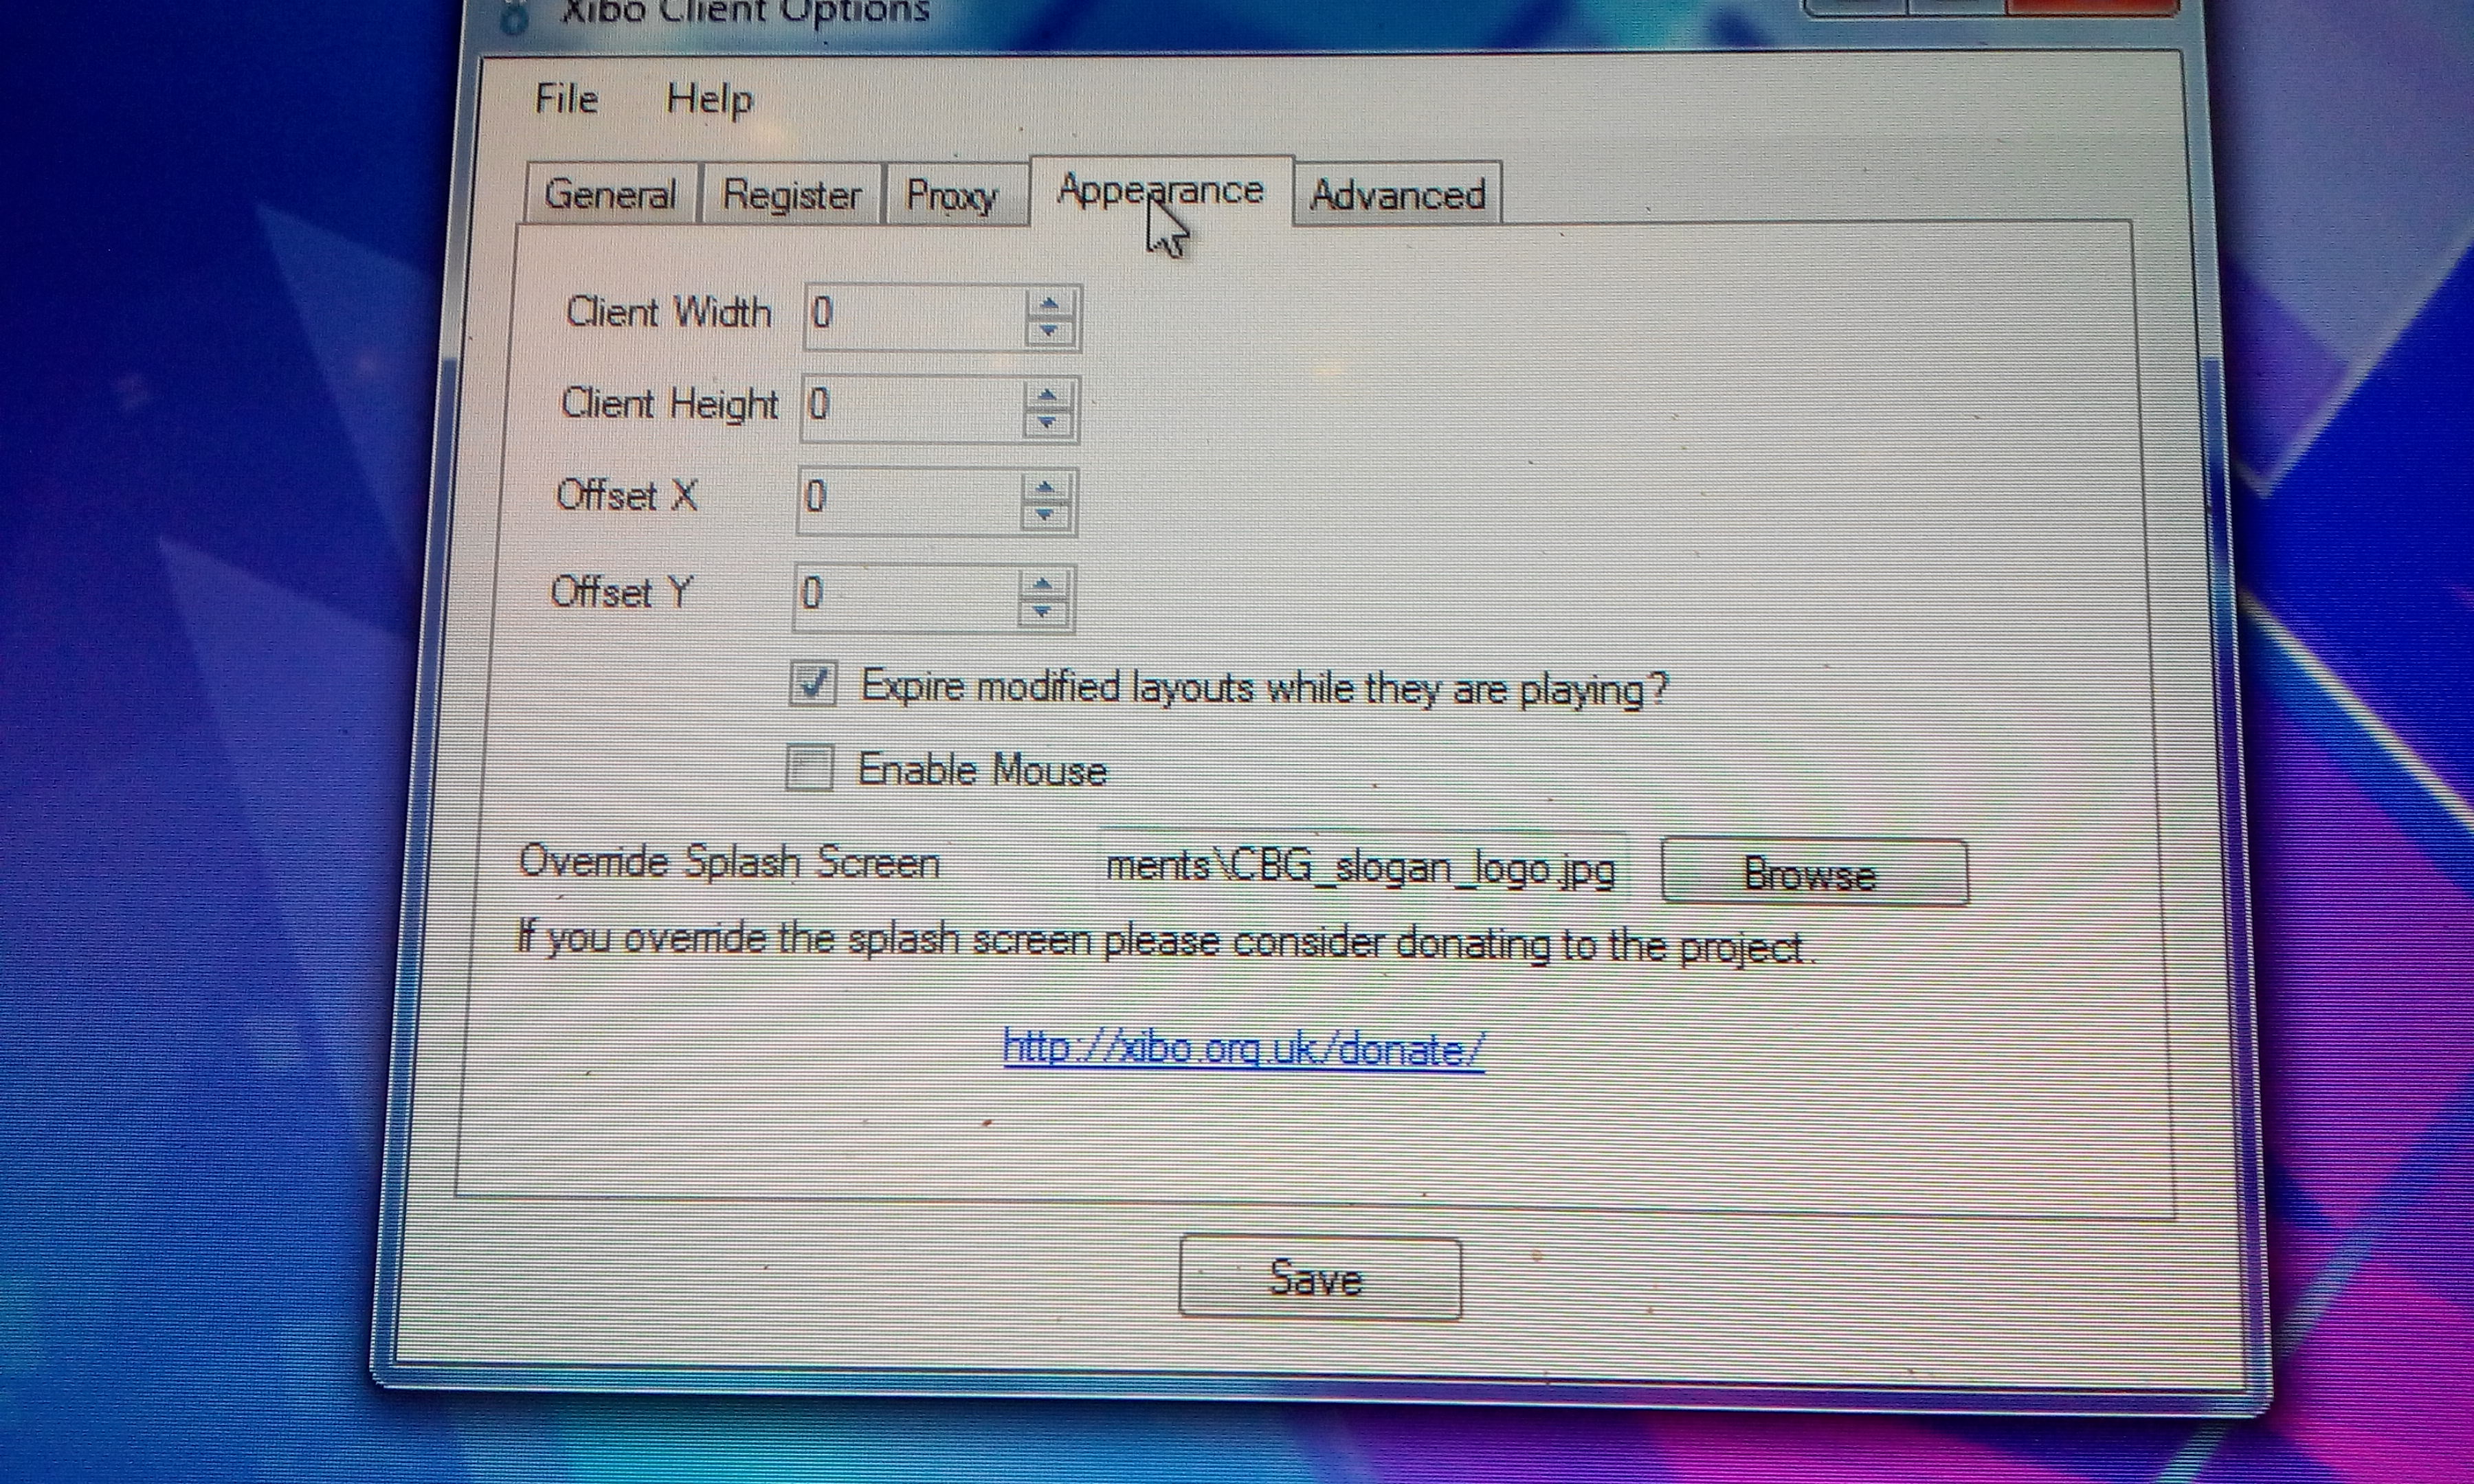 Xibo Client Options
File Help
General Register Proxy Appearance Advanced
Client Width 0
Client Height 0
Offset X 0
Offset Y 0
Expire modified layouts while they are playing?
Enable Mouse
Override Splash Screen ments\CBG_slogan_logo.jpg Browse
If you override the splash screen please consider donating to the project.
http://xibo.org.uk/donate/
Save